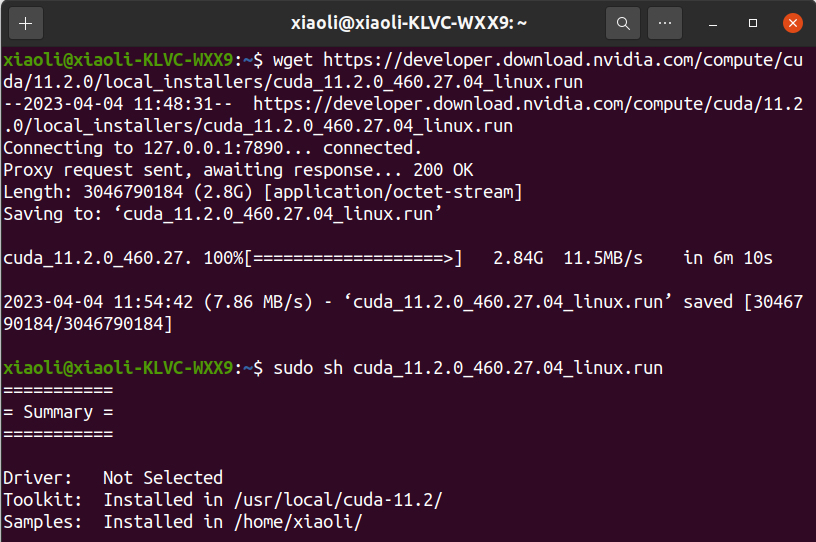 xiaoli@xiaoli-KLVC-WXX9: ~
xiaoli@xiaoli-KLVC-WXX9:~$ wget https://developer.download.nvidia.com/compute/cu
da/11.2.0/local_installers/cuda_11.2.0_460.27.04_linux.run
--2023-04-04 11:48:31--  https://developer.download.nvidia.com/compute/cuda/11.2
.0/local_installers/cuda_11.2.0_460.27.04_linux.run
Connecting to 127.0.0.1:7890... connected.
Proxy request sent, awaiting response... 200 OK
Length: 3046790184 (2.8G) [application/octet-stream]
Saving to: ‘cuda_11.2.0_460.27.04_linux.run’
cuda_11.2.0_460.27. 100%[===================>]   2.84G  11.5MB/s    in 6m 10s
2023-04-04 11:54:42 (7.86 MB/s) - ‘cuda_11.2.0_460.27.04_linux.run’ saved [30467
90184/3046790184]
xiaoli@xiaoli-KLVC-WXX9:~$ sudo sh cuda_11.2.0_460.27.04_linux.run
===========
= Summary =
===========
Driver:   Not Selected
Toolkit:  Installed in /usr/local/cuda-11.2/
Samples:  Installed in /home/xiaoli/